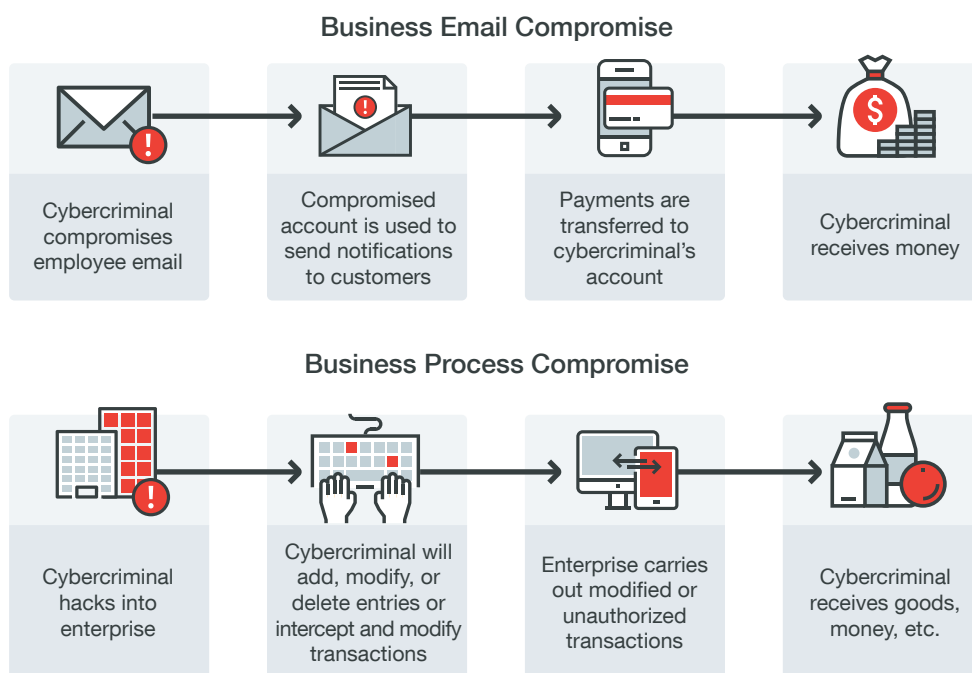 Business Email Compromise
!
!
$
Cybercriminal
compromises
employee email
Compromised
account is used to
send notifications
to customers
Payments are
transferred to
cybercriminal’s
account
Cybercriminal
receives money
Business Process Compromise
!
Cybercriminal
hacks into
enterprise
Cybercriminal will
add, modify, or
delete entries or
intercept and modify
transactions
Enterprise carries
out modified or
unauthorized
transactions
Cybercriminal
receives goods,
money, etc.